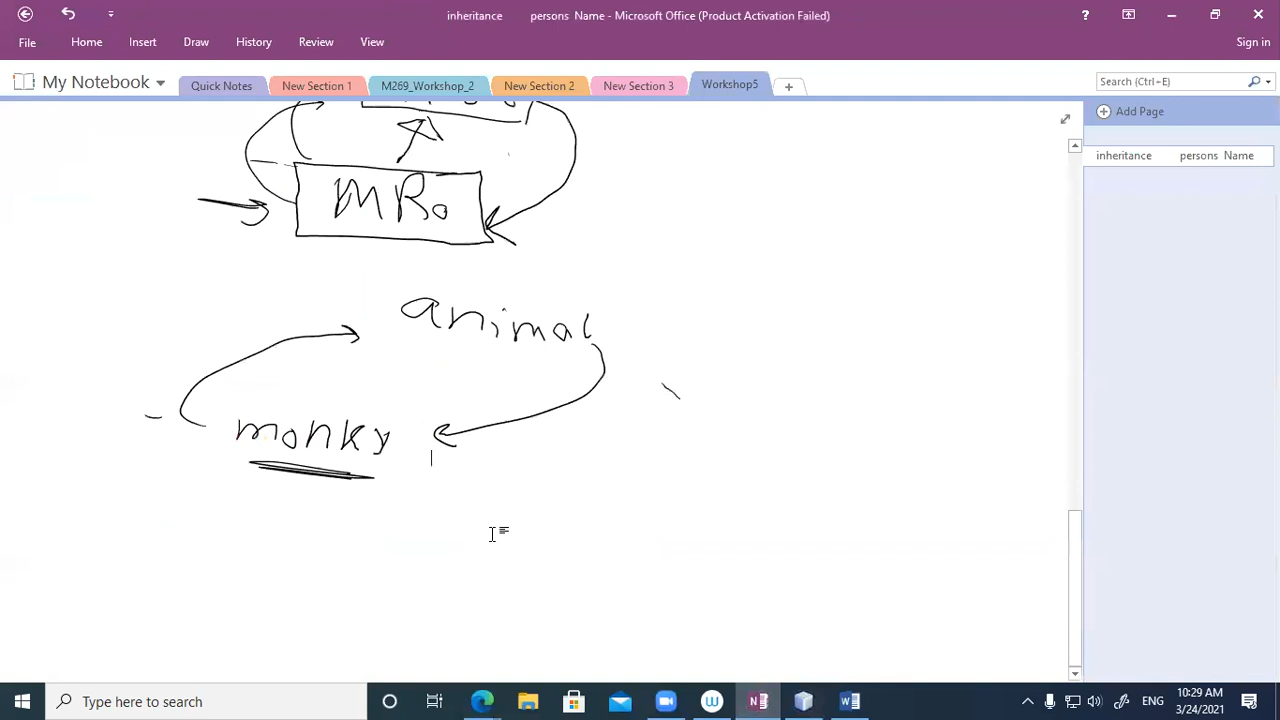 inheritance persons Name - Microsoft Office (Product Activation Failed)
File Home Insert Draw History Review View Sign in
My Notebook Quick Notes New Section 1 M269_Workshop_2 New Section 2 New Section 3 Workshop5 Search (Ctrl+E)
Add Page
inheritance persons Name
MRo
animal
monky
Type here to search
ENG 10:29 AM
3/24/2021